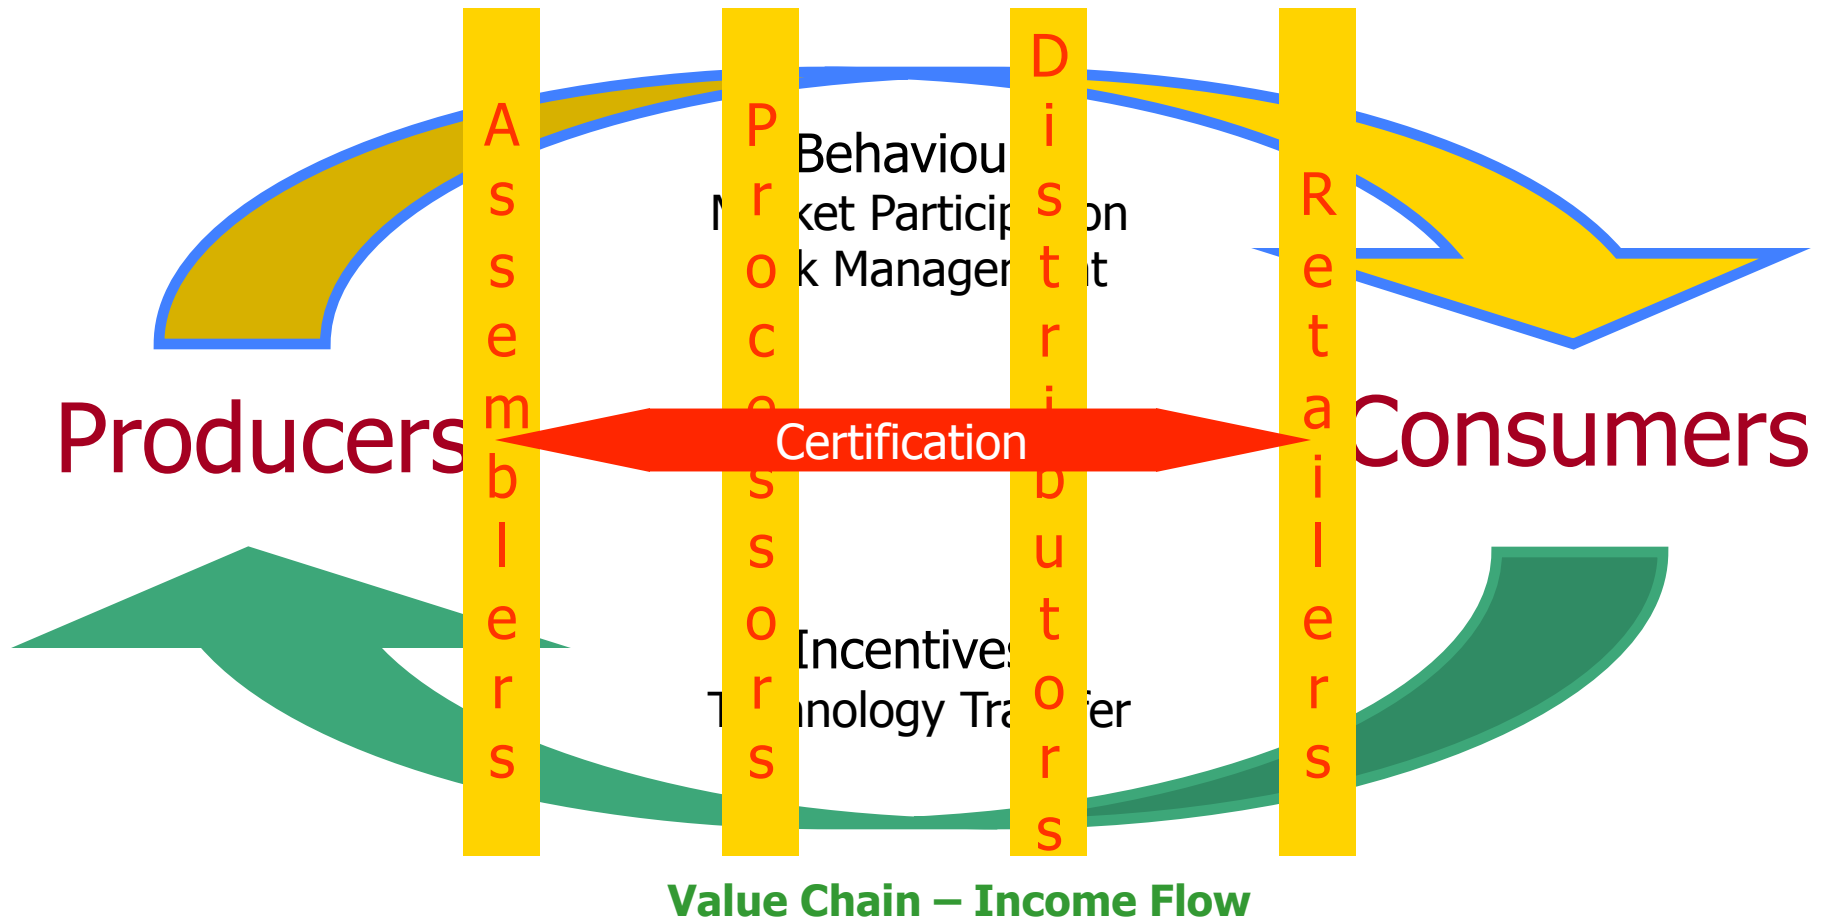 Assemblers
Processors
Distributors
Retailers
Behaviou
ket Particip on
k Manage t
Producers
Certification
Consumers
Incentives
nology Tra fer
Value Chain – Income Flow